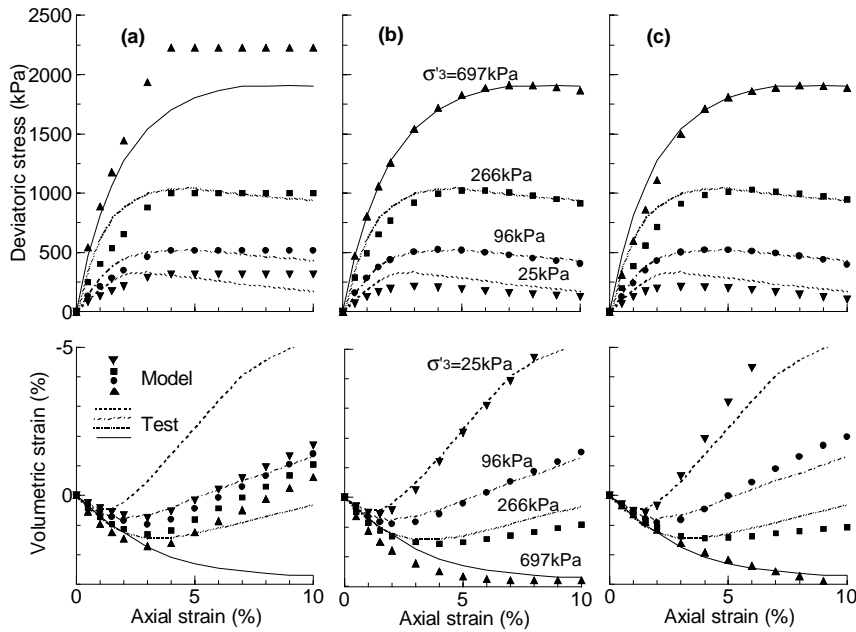 2500
2000
1500
1000
500
0
Deviatoric stress (kPa)
(a)
(b)
(c)
σ'3=697kPa
266kPa
96kPa
25kPa
-5
0
Volumetric strain (%)
Model
Test
σ'3=25kPa
96kPa
266kPa
697kPa
0 5 10
0 5 10
0 5 10
Axial strain (%)
Axial strain (%)
Axial strain (%)